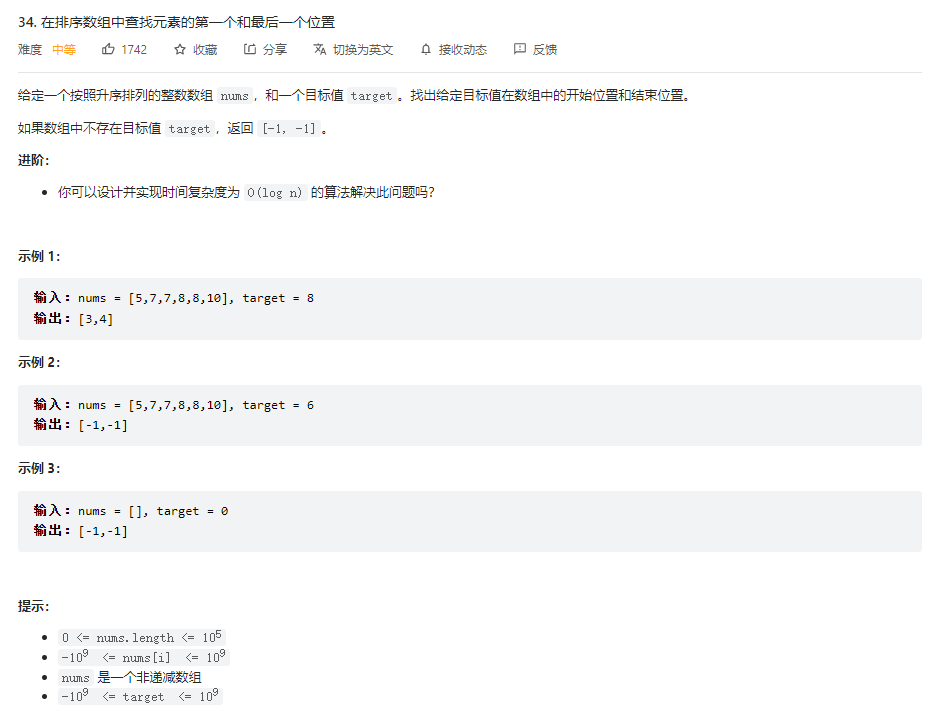 34. 在排序数组中查找元素的第一个和最后一个位置
难度 中等 1742 收藏 分享 切换为英文 接收动态 反馈
给定一个按照升序排列的整数数组 nums，和一个目标值 target。找出给定目标值在数组中的开始位置和结束位置。
如果数组中不存在目标值 target，返回 [-1, -1]。
进阶：
• 你可以设计并实现时间复杂度为 O(log n) 的算法解决此问题吗？
示例 1：
输入：nums = [5,7,7,8,8,10], target = 8
输出：[3,4]
示例 2：
输入：nums = [5,7,7,8,8,10], target = 6
输出：[-1,-1]
示例 3：
输入：nums = [], target = 0
输出：[-1,-1]
提示：
• 0 <= nums.length <= 10⁵
• -10⁹ <= nums[i] <= 10⁹
• nums 是一个非递减数组
• -10⁹ <= target <= 10⁹